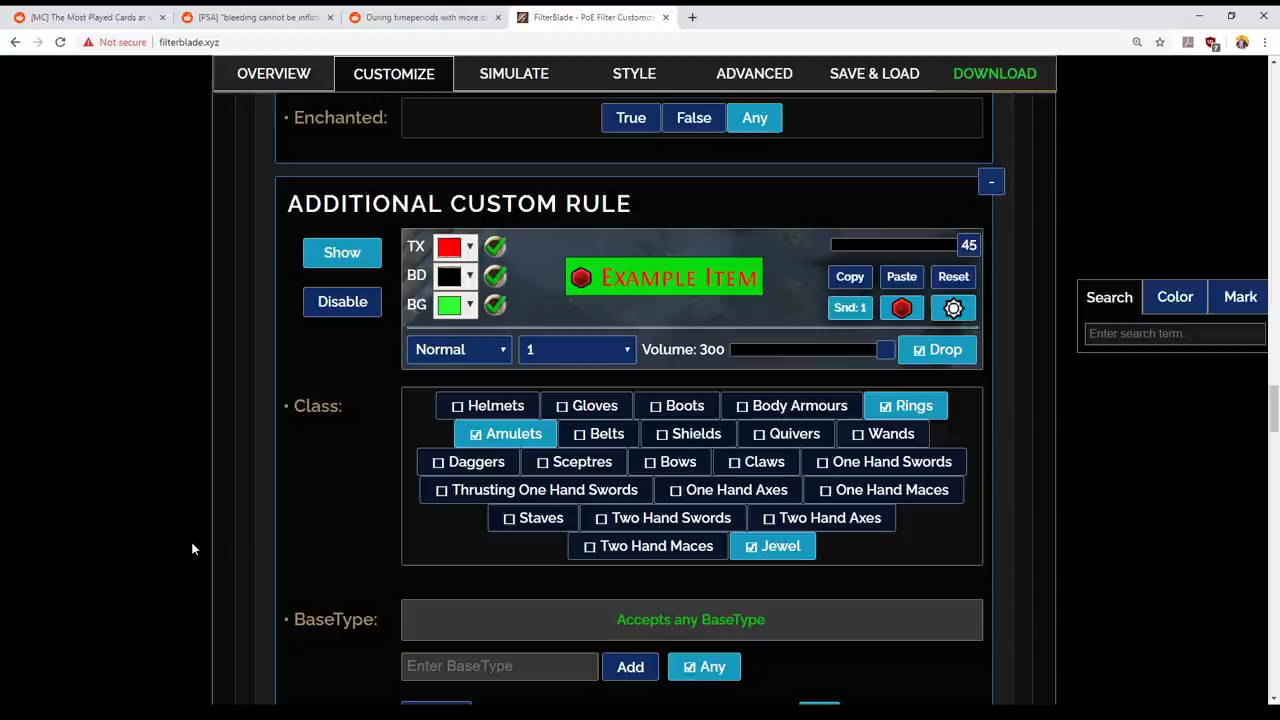 [MC] The Most Played Cards at
[PSA] "bleeding cannot be inflic
During timeperiods with more o
FilterBlade - PoE Filter Customize
Not secure filterblade.xyz
7
OVERVIEW CUSTOMIZE SIMULATE STYLE ADVANCED SAVE & LOAD DOWNLOAD
Enchanted: True False Any
-
ADDITIONAL CUSTOM RULE
Show TX 45
Disable BD Example Item Copy Paste Reset
BG Snd: 1
Normal 1 Volume: 300 Drop
Search Color Mark
Enter search term..
Class: Helmets Gloves Boots Body Armours Rings
Amulets Belts Shields Quivers Wands
Daggers Sceptres Bows Claws One Hand Swords
Thrusting One Hand Swords One Hand Axes One Hand Maces
Staves Two Hand Swords Two Hand Axes
Two Hand Maces Jewel
BaseType: Accepts any BaseType
Enter BaseType Add Any